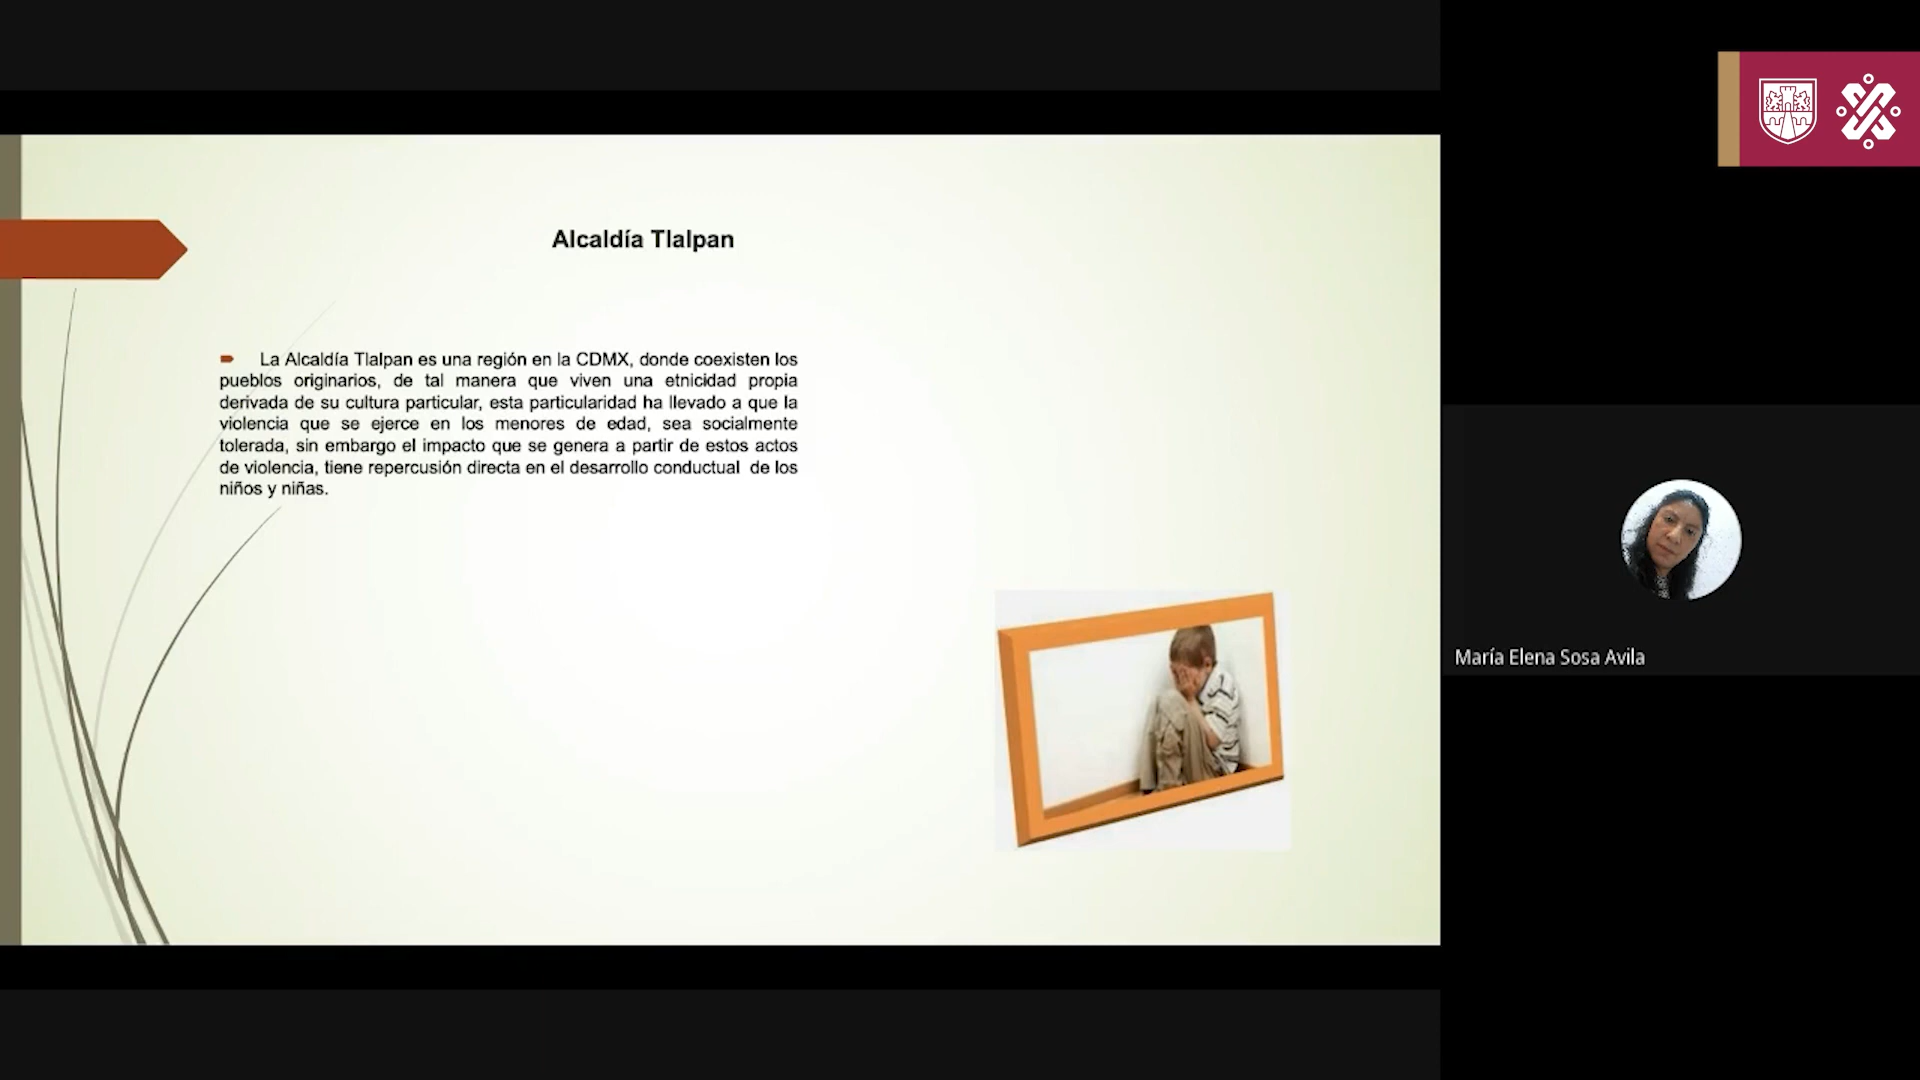 Alcaldía Tlalpan
La Alcaldía Tlalpan es una región en la CDMX, donde coexisten los
pueblos originarios, de tal manera que viven una etnicidad propia
derivada de su cultura particular, esta particularidad ha llevado a que la
violencia que se ejerce en los menores de edad, sea socialmente
tolerada, sin embargo el impacto que se genera a partir de estos actos
de violencia, tiene repercusión directa en el desarrollo conductual de los
niños y niñas.
María Elena Sosa Avila